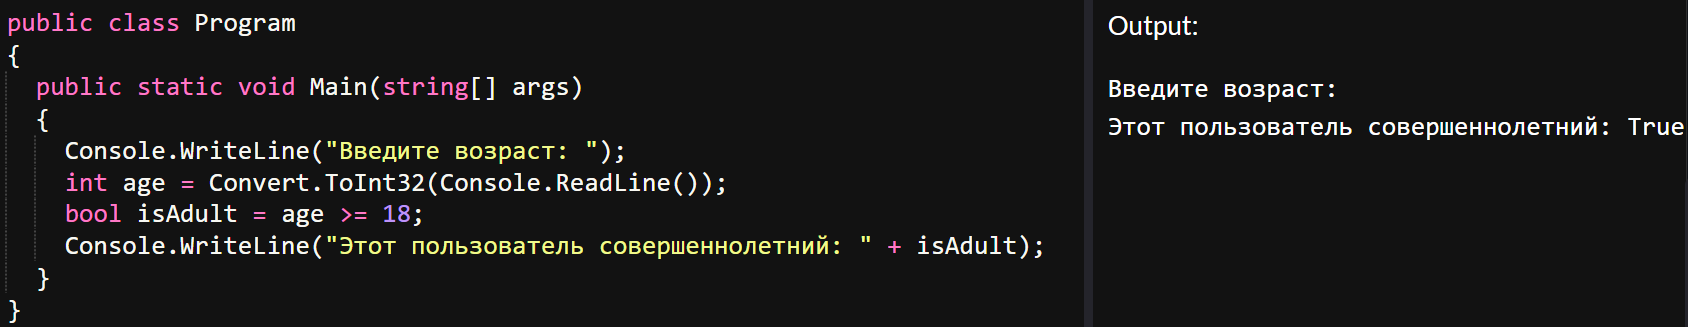 public class Program
{
public static void Main(string[] args)
{
Console.WriteLine("Введите возраст: ");
int age = Convert.ToInt32(Console.ReadLine());
bool isAdult = age >= 18;
Console.WriteLine("Этот пользователь совершеннолетний: " + isAdult);
}
}
Output:
Введите возраст:
Этот пользователь совершеннолетний: True